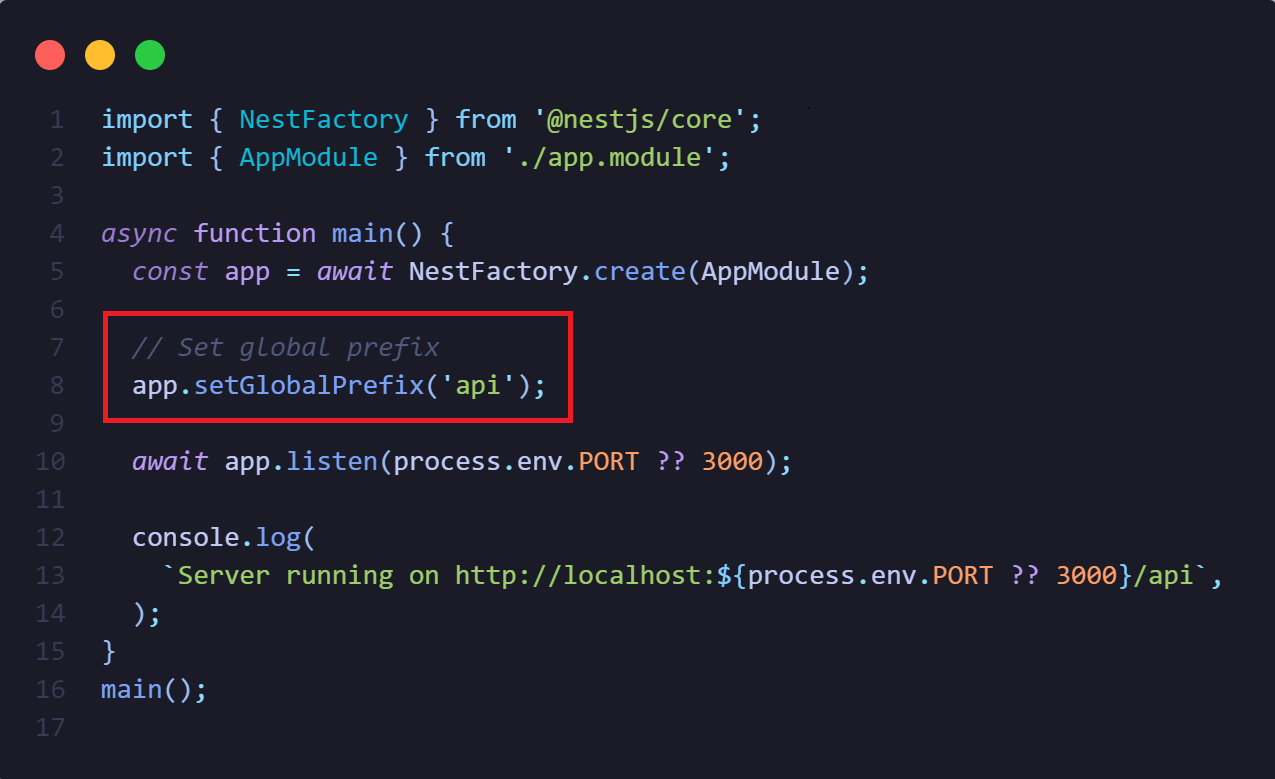 1 import { NestFactory } from '@nestjs/core';
2 import { AppModule } from './app.module';
3
4 async function main() {
5   const app = await NestFactory.create(AppModule);
6
7   // Set global prefix
8   app.setGlobalPrefix('api');
9
10   await app.listen(process.env.PORT ?? 3000);
11
12   console.log(
13     `Server running on http://localhost:${process.env.PORT ?? 3000}/api`,
14   );
15 }
16 main();
17